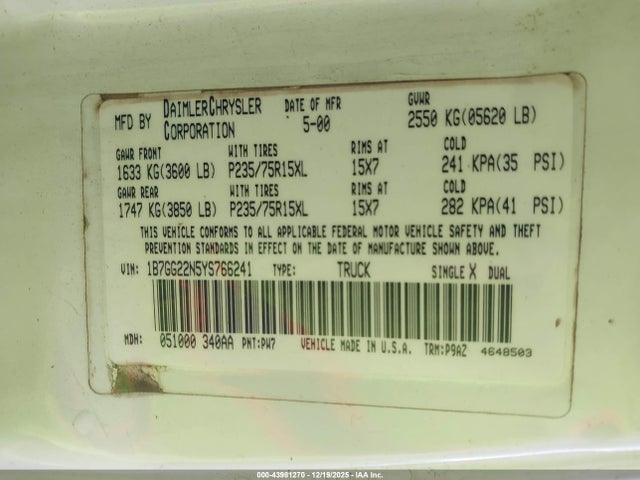 MFD BY DAIMLERCHRYSLER CORPORATION DATE OF MFR 5-00 GVWR 2550 KG(05620 LB)
GAWR FRONT WITH TIRES RIMS AT COLD
1633 KG(3600 LB) P235/75R15XL 15X7 241 KPA(35 PSI)
GAWR REAR WITH TIRES RIMS AT COLD
1747 KG(3850 LB) P235/75R15XL 15X7 282 KPA(41 PSI)
THIS VEHICLE CONFORMS TO ALL APPLICABLE FEDERAL MOTOR VEHICLE SAFETY AND THEFT
PREVENTION STANDARDS IN EFFECT ON THE DATE OF MANUFACTURE SHOWN ABOVE.
VIN: 1B7GG22N5YS766241 TYPE: TRUCK SINGLE X DUAL
MDH: 051000 340AA PNT:PW7 VEHICLE MADE IN U.S.A. TRM:P9AZ 4648503
000-43981270 - 12/19/2025 - IAA Inc.